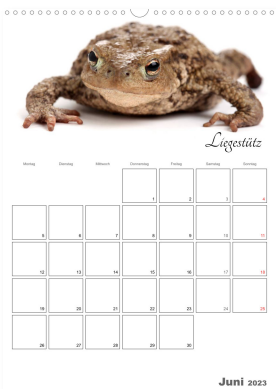 Liegestütz
Montag Dienstag Mittwoch Donnerstag Freitag Samstag Sonntag
1 2 3 4
5 6 7 8 9 10 11
12 13 14 15 16 17 18
19 20 21 22 23 24 25
26 27 28 29 30
Juni 2023